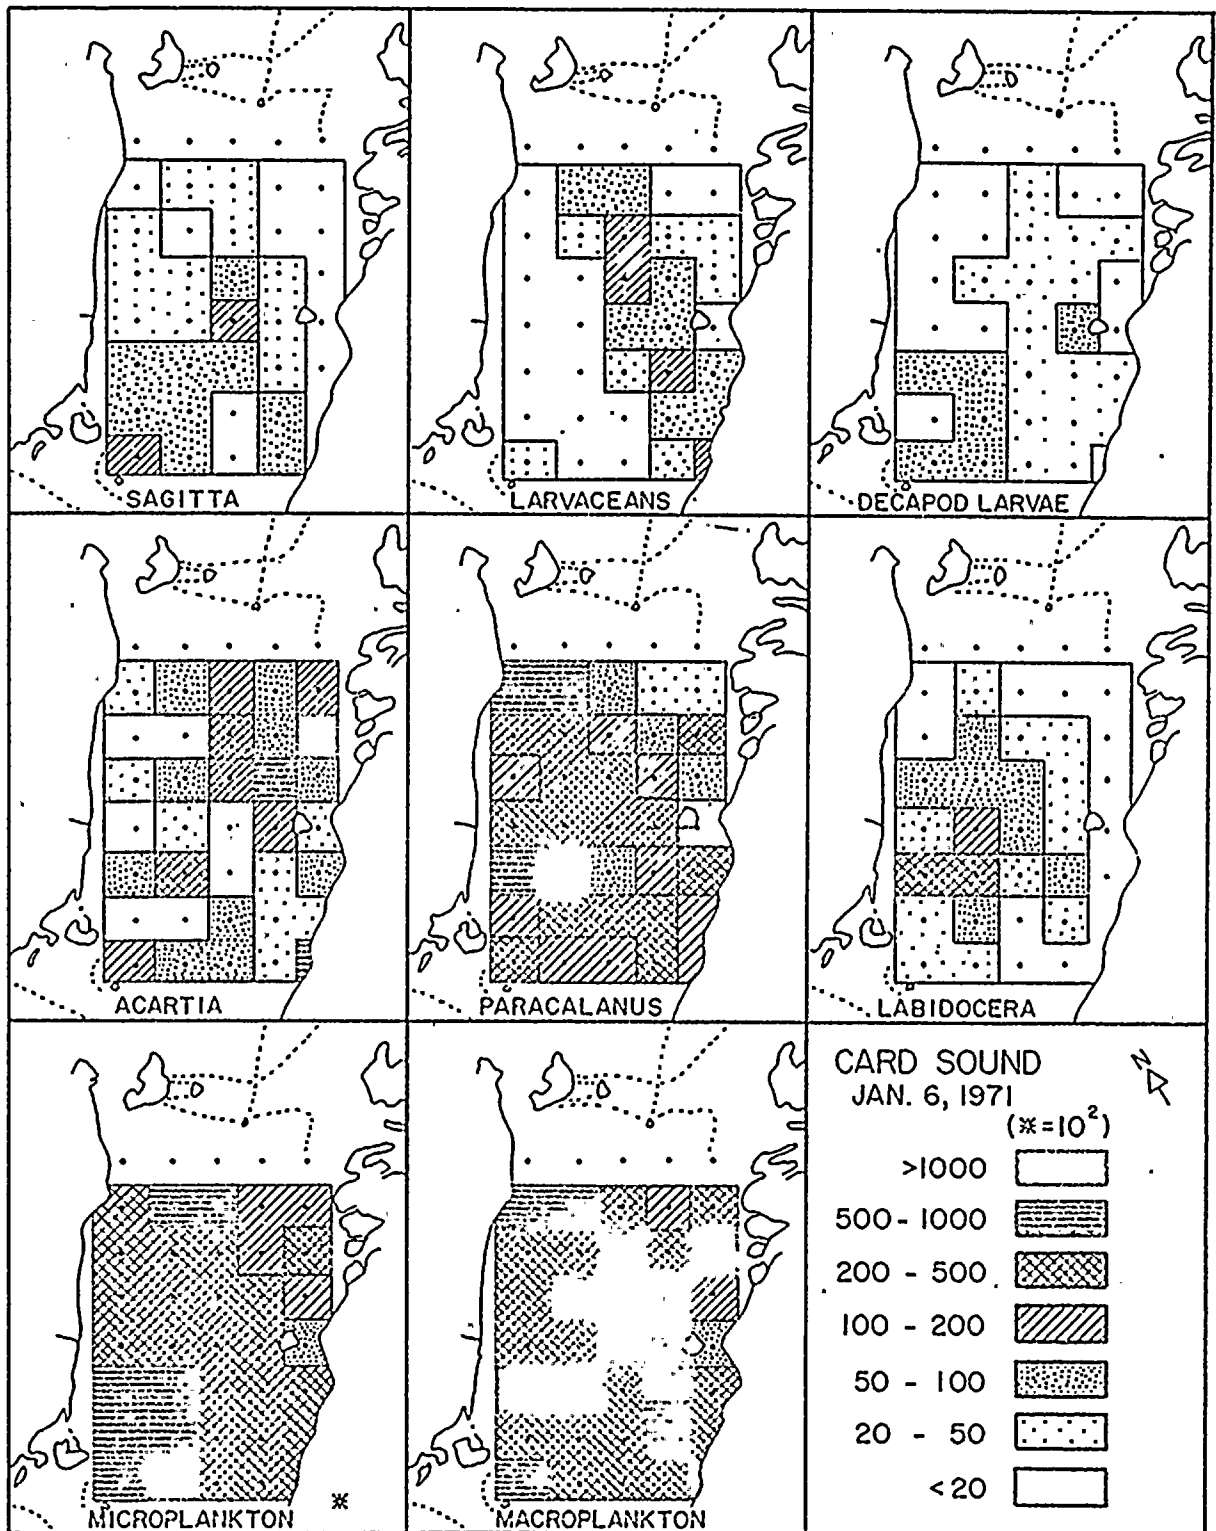 SAGITTA
LARVACEANS
DECAPOD LARVAE
ACARTIA
PARACALANUS
LABIDOCERA
MICROPLANKTON
※
MACROPLANKTON
CARD SOUND
JAN. 6, 1971
N
(※=10²)
>1000
500 - 1000
200 - 500
100 - 200
50 - 100
20 - 50
<20